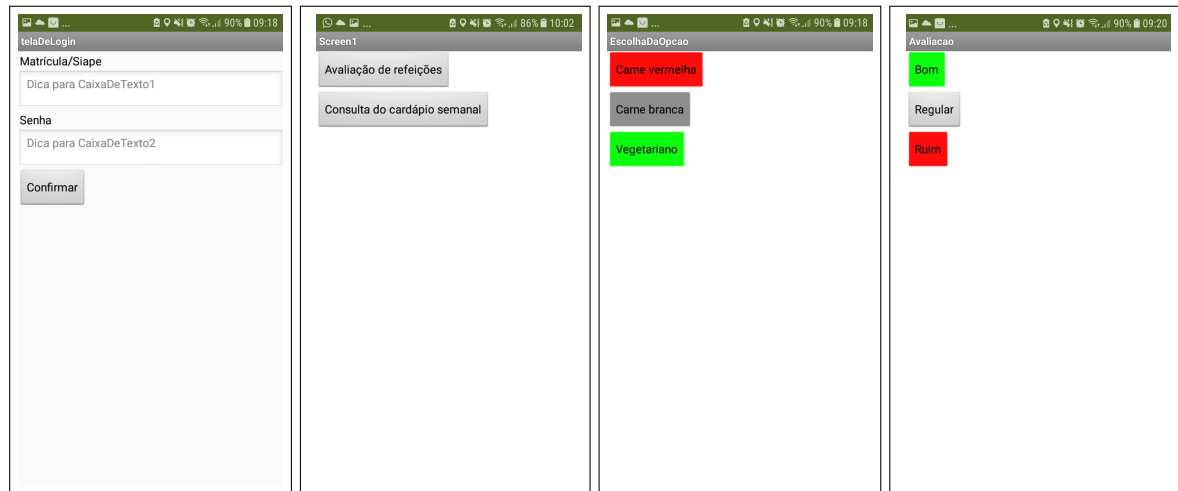 ... 90% 09:18
telaDeLogin
Matrícula/Siape
Dica para CaixaDeTexto1
Senha
Dica para CaixaDeTexto2
Confirmar
... 86% 10:02
Screen1
Avaliação de refeições
Consulta do cardápio semanal
... 90% 09:18
EscolhaDaOpcao
Carne vermelha
Carne branca
Vegetariano
... 90% 09:20
Avaliacao
Bom
Regular
Ruim